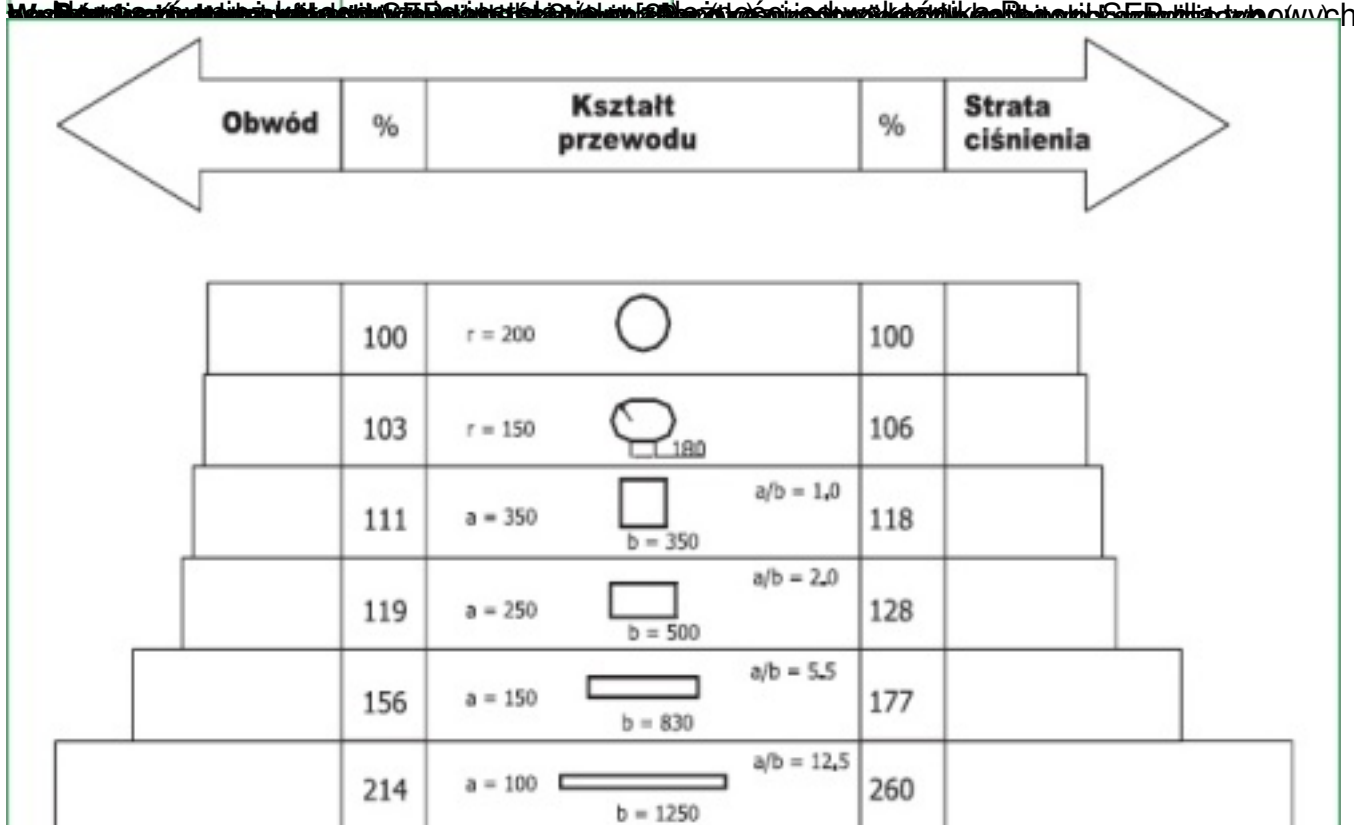 Obwód % Kształt przewodu % Strata ciśnienia
100 r = 200 100
103 r = 150 180 106
111 a = 350 b = 350 a/b = 1,0 118
119 a = 250 b = 500 a/b = 2.0 128
156 a = 150 b = 830 a/b = 5.5 177
214 a = 100 b = 1250 a/b = 12,5 260